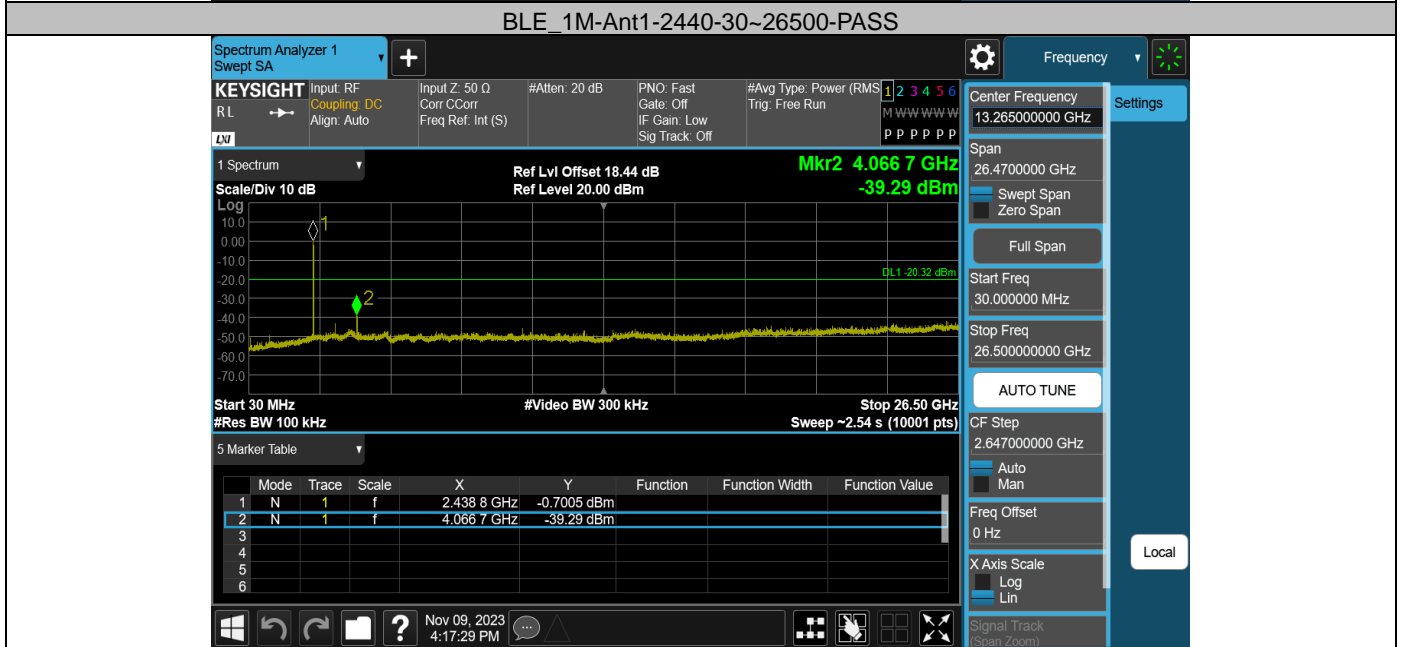 BLE_1M-Ant1-2440-30~26500-PASS
Spectrum Analyzer 1
Swept SA
Frequency
KEYSIGHT
RL
LXI
Input: RF
Coupling: DC
Align: Auto
Input Z: 50 Ω
Corr CCorr
Freq Ref: Int (S)
#Atten: 20 dB
PNO: Fast
Gate: Off
IF Gain: Low
Sig Track: Off
#Avg Type: Power (RMS
Trig: Free Run
1 2 3 4 5 6
M W W W W W
P P P P P P
1 Spectrum
Scale/Div 10 dB
Ref Lvl Offset 18.44 dB
Ref Level 20.00 dBm
Mkr2 4.066 7 GHz
-39.29 dBm
Log
10.0
0.00
-10.0
-20.0
-30.0
-40.0
-50.0
-60.0
-70.0
1
2
DL1 -20.32 dBm
Start 30 MHz
#Video BW 300 kHz
Stop 26.50 GHz
#Res BW 100 kHz
Sweep ~2.54 s (10001 pts)
5 Marker Table
Mode Trace Scale X Y Function Function Width Function Value
1 N 1 f 2.438 8 GHz -0.7005 dBm
2 N 1 f 4.066 7 GHz -39.29 dBm
3
4
5
6
Nov 09, 2023
4:17:29 PM
Center Frequency
13.265000000 GHz
Settings
Span
26.4700000 GHz
Swept Span
Zero Span
Full Span
Start Freq
30.000000 MHz
Stop Freq
26.500000000 GHz
AUTO TUNE
CF Step
2.647000000 GHz
Auto
Man
Freq Offset
0 Hz
Local
X Axis Scale
Log
Lin
Signal Track
(Span Zoom)